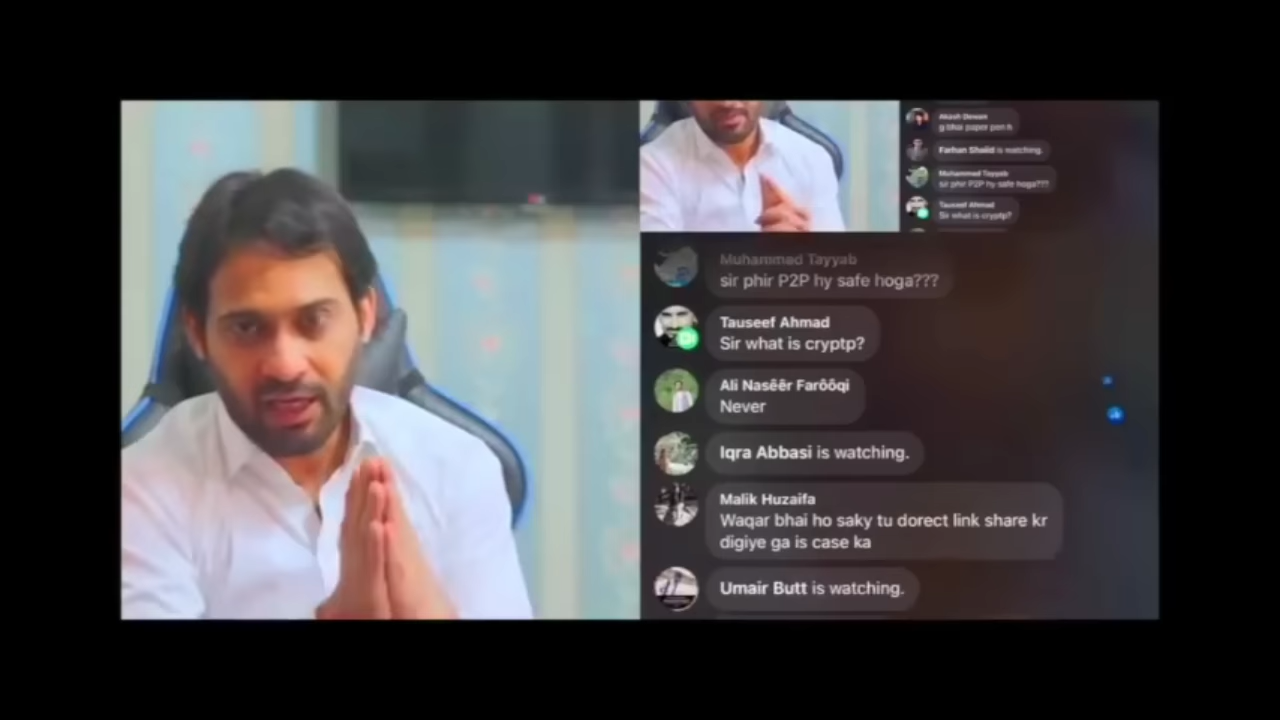 Akash Dewan
g bhai paper pen h
Farhan Shahid is watching.
Muhammad Tayyab
sir phir P2P hy safe hoga???
Tauseef Ahmad
Sir what is cryptp?
Muhammad Tayyab
sir phir P2P hy safe hoga???
Tauseef Ahmad
Sir what is cryptp?
Ali Nasêêr Farôôqi
Never
Iqra Abbasi is watching.
Malik Huzaifa
Waqar bhai ho saky tu dorect link share kr
digiye ga is case ka
Umair Butt is watching.